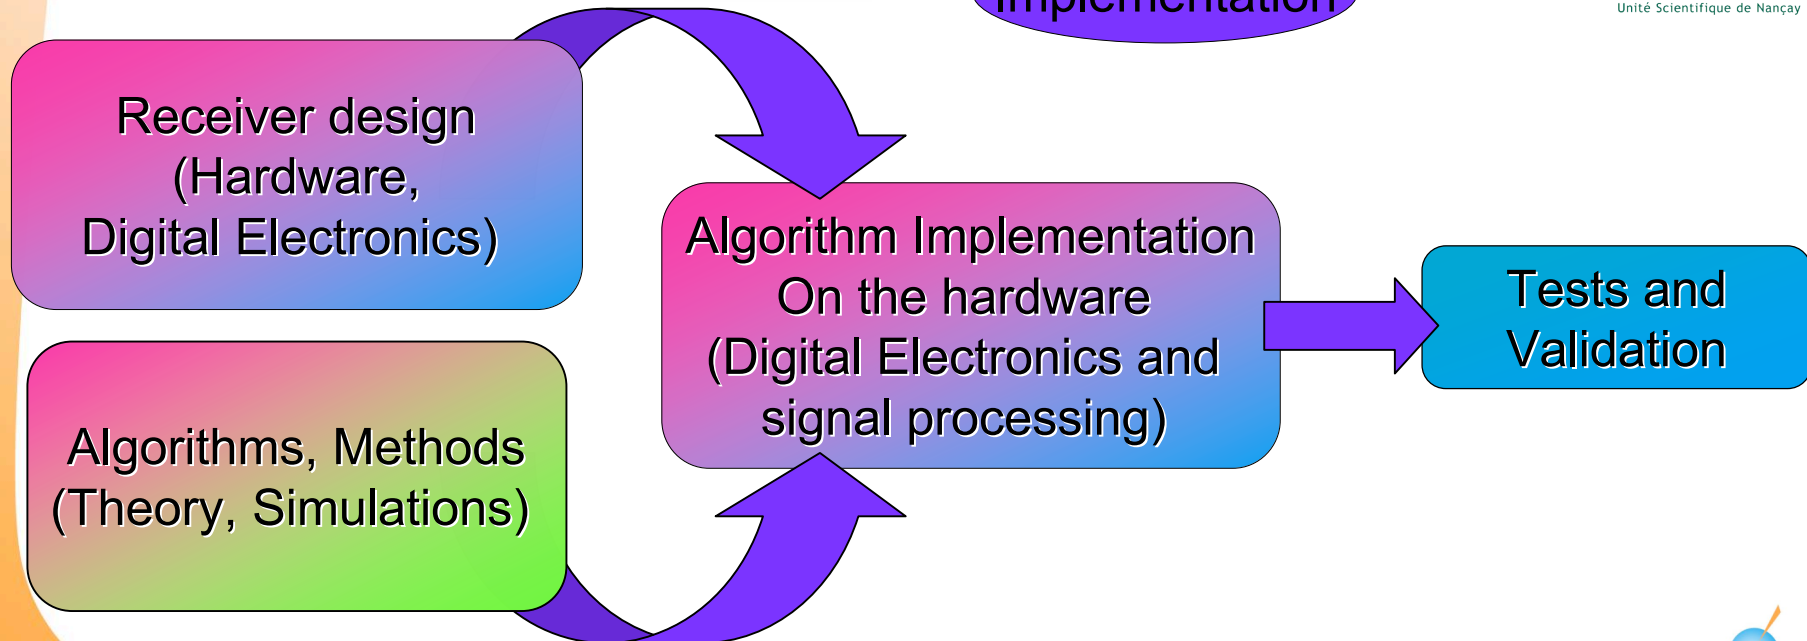 Implementation
Unité Scientifique de Nançay
Receiver design
(Hardware,
Digital Electronics)
Algorithm Implementation
On the hardware
(Digital Electronics and
signal processing)
Tests and
Validation
Algorithms, Methods
(Theory, Simulations)